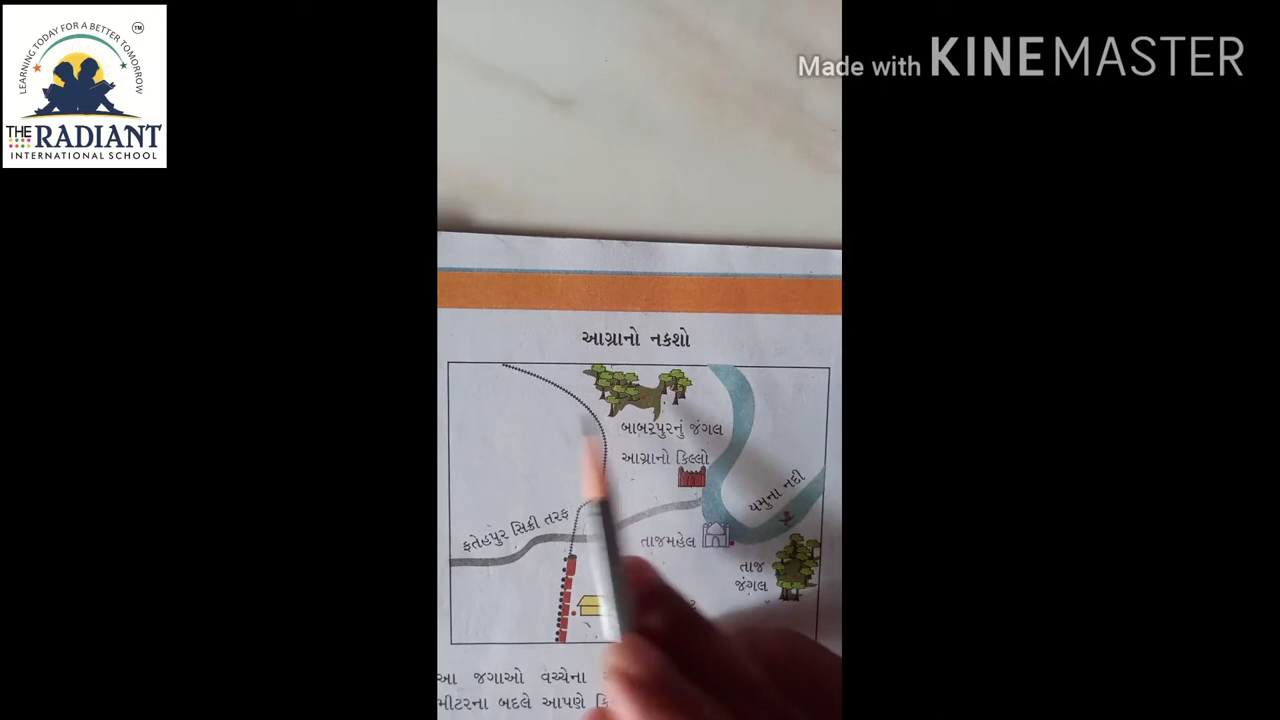 LEARNING TODAY FOR A BETTER TOMORROW
TM
THE RADIANT
INTERNATIONAL SCHOOL
Made with KINEMASTER
આગ્રાનો નકશો
બાબરપુરનું જંગલ
આગ્રાનો કિલ્લો
યમુના નદી
ફતેહપુર સિક્રી તરફ
તાજમહેલ
તાજ
જંગલ
આ જગાઓ વચ્ચેના
મીટરના બદલે આપણે